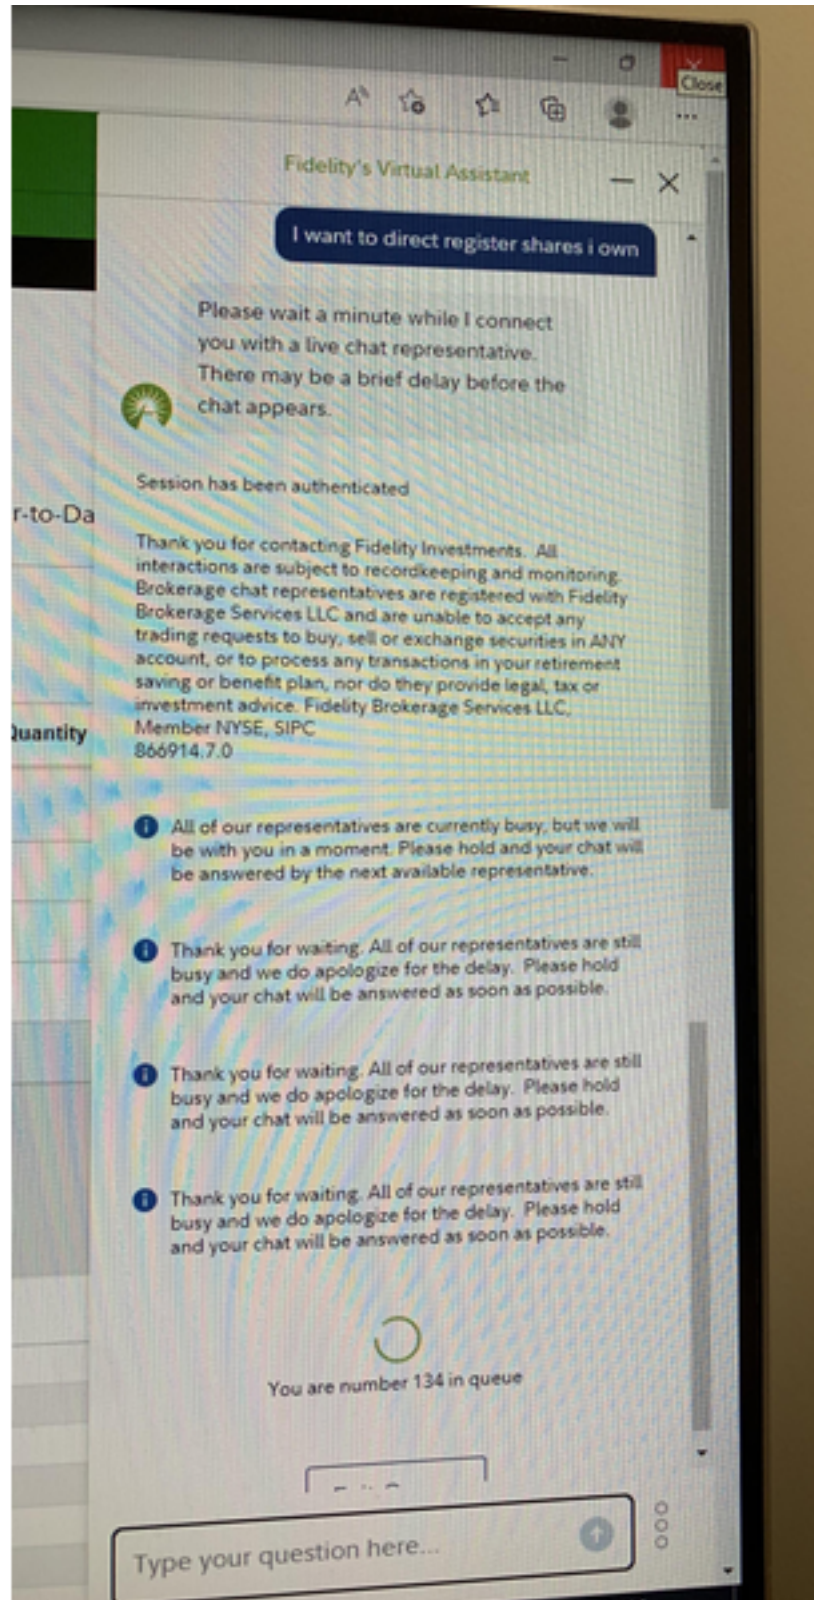 Close
Fidelity's Virtual Assistant
I want to direct register shares i own
Please wait a minute while I connect
you with a live chat representative.
There may be a brief delay before the
chat appears.
Session has been authenticated
r-to-Da
Thank you for contacting Fidelity Investments. All
interactions are subject to recordkeeping and monitoring.
Brokerage chat representatives are registered with Fidelity
Brokerage Services LLC and are unable to accept any
trading requests to buy, sell or exchange securities in ANY
account, or to process any transactions in your retirement
saving or benefit plan, nor do they provide legal, tax or
investment advice. Fidelity Brokerage Services LLC,
Member NYSE, SIPC
866914.7.0
Quantity
All of our representatives are currently busy, but we will
be with you in a moment. Please hold and your chat will
be answered by the next available representative.
Thank you for waiting. All of our representatives are still
busy and we do apologize for the delay. Please hold
and your chat will be answered as soon as possible.
Thank you for waiting. All of our representatives are still
busy and we do apologize for the delay. Please hold
and your chat will be answered as soon as possible.
Thank you for waiting. All of our representatives are still
busy and we do apologize for the delay. Please hold
and your chat will be answered as soon as possible.
You are number 134 in queue
Type your question here...